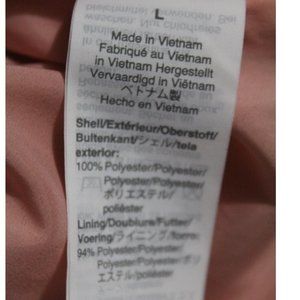 L
Made in Vietnam
Fabriqué au Vietnam
in Vietnam Hergestellt
Vervaardigd in Viëtnam
ベトナム製
Hecho en Vietnam
Shell/Extérieur/Oberstoff/
Buitenkant/シェル/tela
exterior:
100% Polyester/Polyester/
Polyester/Polyester/
ポリエステル/
poliéster
Lining/Doublure/Futter/
Voering/ライニング/forro:
94% Polyester/Polyester/
Polyester/Polyester/ポリ
エステル/poliéster